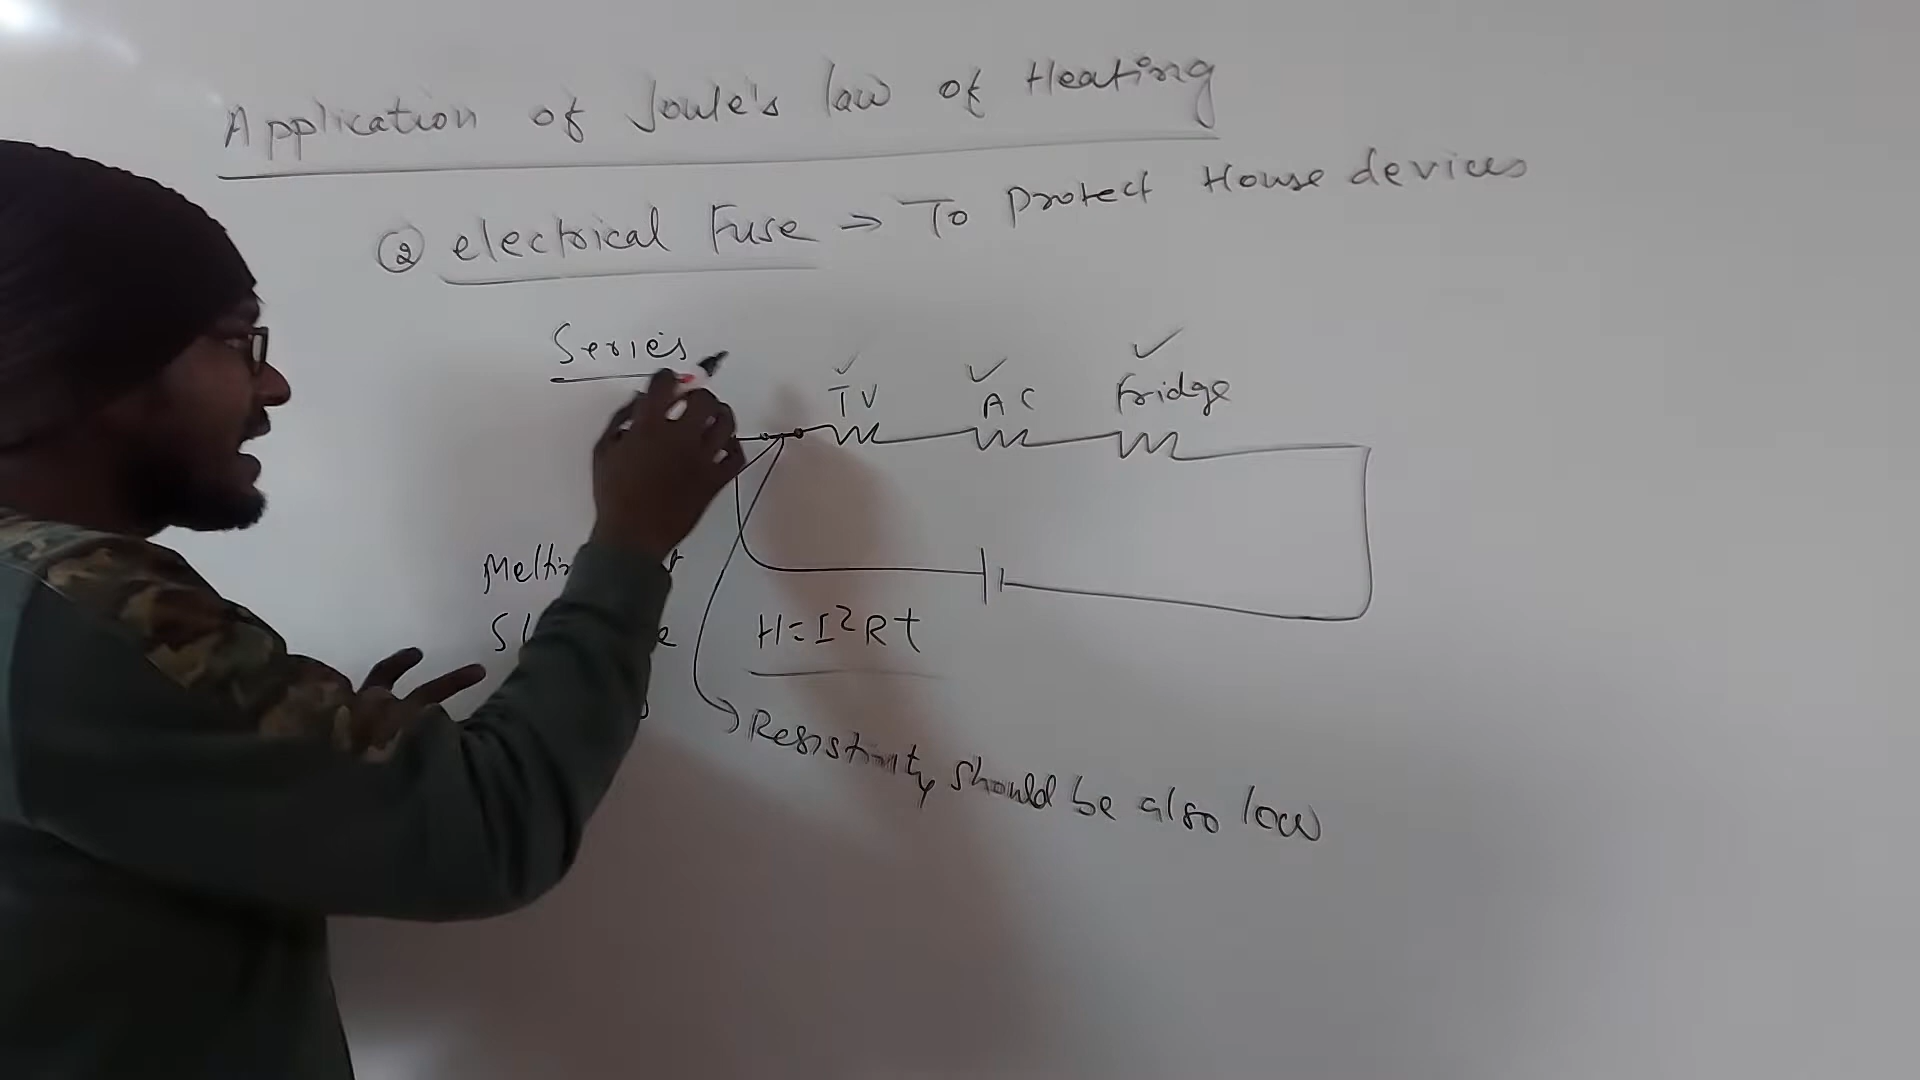 Application of Joule's law of Heating
② electrical Fuse → To protect House devices
Series
TV AC fridge
H=I²Rt
Resistivity should be also low